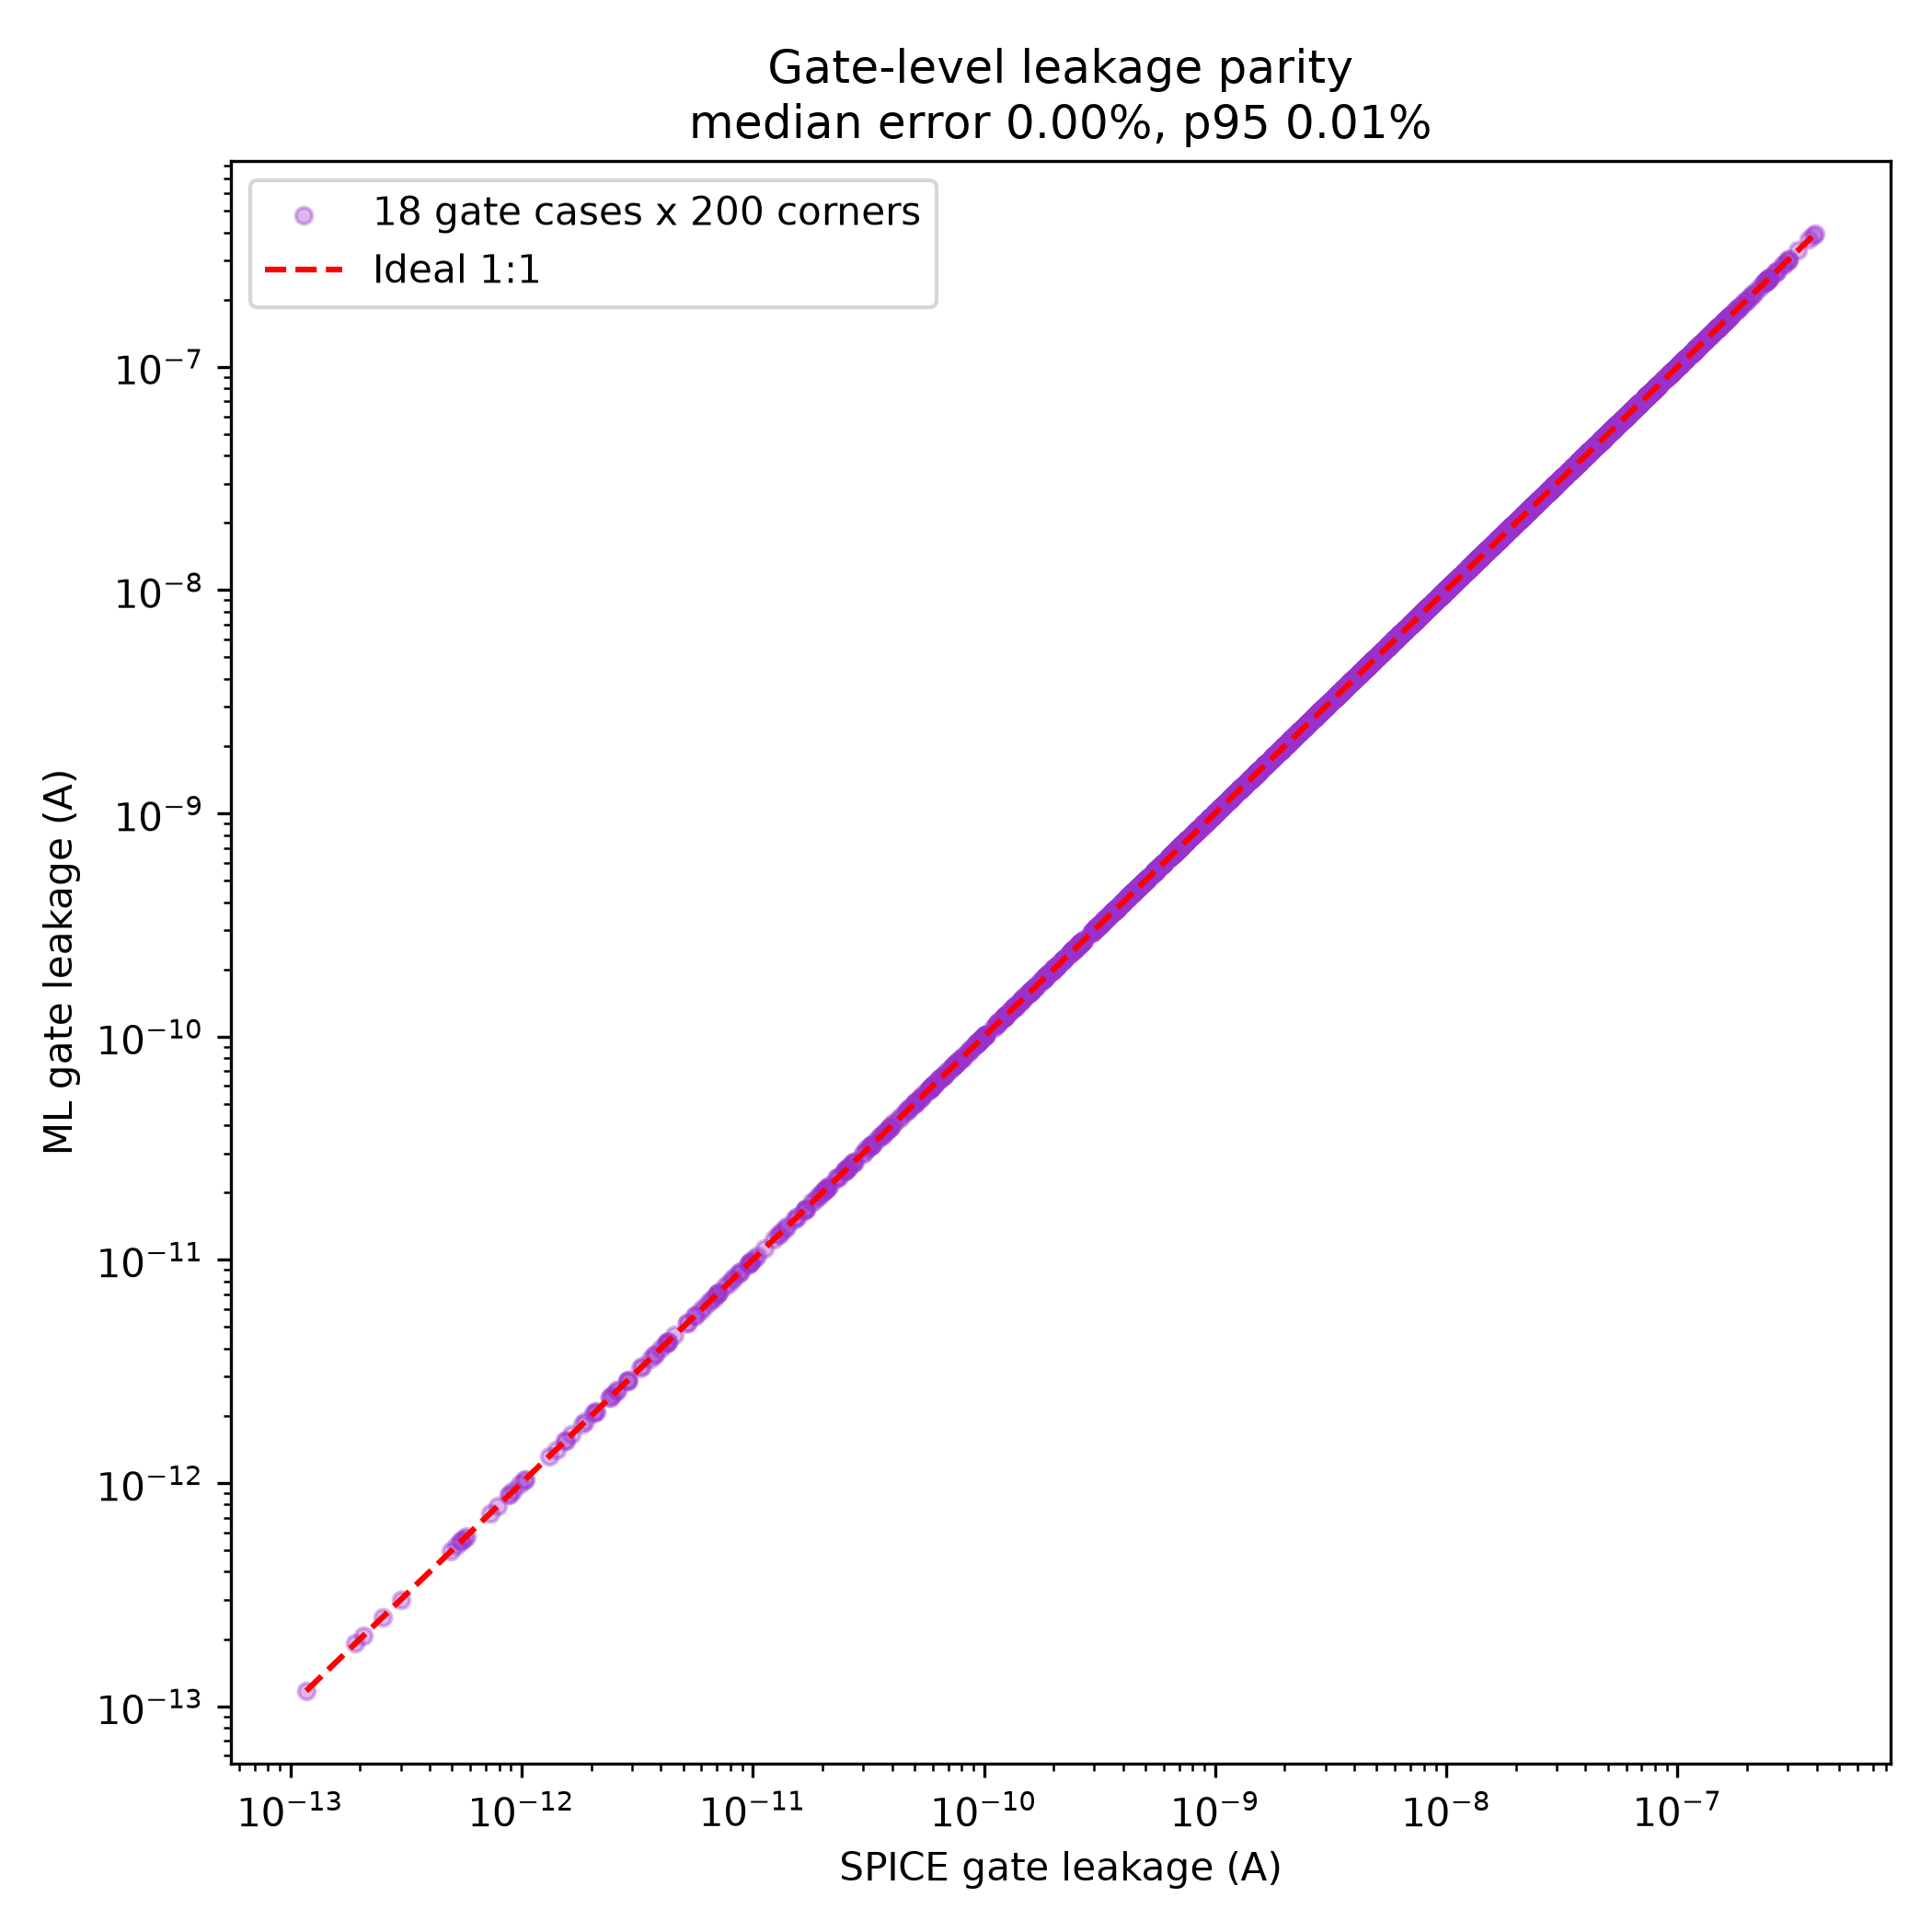 Gate-level leakage parity
median error 0.00%, p95 0.01%
18 gate cases x 200 corners
Ideal 1:1
ML gate leakage (A)
10⁻⁷
10⁻⁸
10⁻⁹
10⁻¹⁰
10⁻¹¹
10⁻¹²
10⁻¹³
10⁻¹³ 10⁻¹² 10⁻¹¹ 10⁻¹⁰ 10⁻⁹ 10⁻⁸ 10⁻⁷
SPICE gate leakage (A)